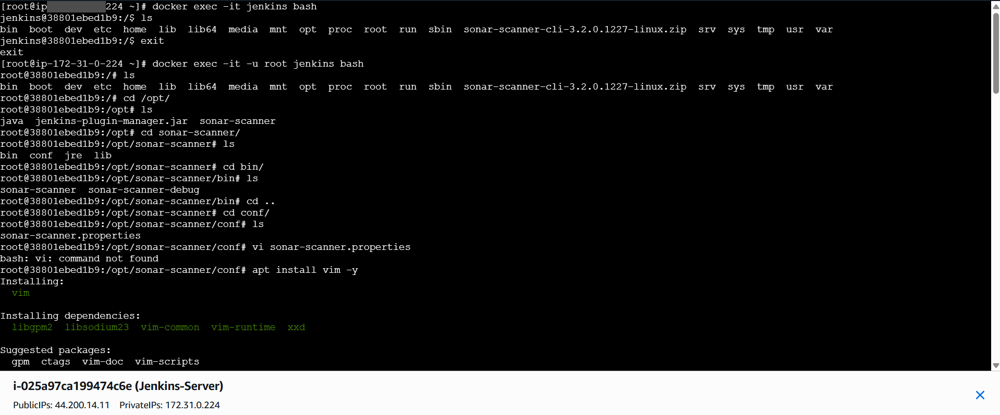 [root@ip 224 ~]# docker exec -it jenkins bash
jenkins@38801ebed1b9:/$ ls
bin  boot  dev  etc  home  lib  lib64  media  mnt  opt  proc  root  run  sbin  sonar-scanner-cli-3.2.0.1227-linux.zip  srv  sys  tmp  usr  var
jenkins@38801ebed1b9:/$ exit
exit
[root@ip-172-31-0-224 ~]# docker exec -it -u root jenkins bash
root@38801ebed1b9:/# ls
bin  boot  dev  etc  home  lib  lib64  media  mnt  opt  proc  root  run  sbin  sonar-scanner-cli-3.2.0.1227-linux.zip  srv  sys  tmp  usr  var
root@38801ebed1b9:/# cd /opt/
root@38801ebed1b9:/opt# ls
java  jenkins-plugin-manager.jar  sonar-scanner
root@38801ebed1b9:/opt# cd sonar-scanner/
root@38801ebed1b9:/opt/sonar-scanner# ls
bin  conf  jre  lib
root@38801ebed1b9:/opt/sonar-scanner# cd bin/
root@38801ebed1b9:/opt/sonar-scanner/bin# ls
sonar-scanner  sonar-scanner-debug
root@38801ebed1b9:/opt/sonar-scanner/bin# cd ..
root@38801ebed1b9:/opt/sonar-scanner# cd conf/
root@38801ebed1b9:/opt/sonar-scanner/conf# ls
sonar-scanner.properties
root@38801ebed1b9:/opt/sonar-scanner/conf# vi sonar-scanner.properties
bash: vi: command not found
root@38801ebed1b9:/opt/sonar-scanner/conf# apt install vim -y
Installing:
  vim
Installing dependencies:
  libgpm2  libsodium23  vim-common  vim-runtime  xxd
Suggested packages:
  gpm  ctags  vim-doc  vim-scripts
i-025a97ca199474c6e (Jenkins-Server)
PublicIPs: 44.200.14.11   PrivateIPs: 172.31.0.224